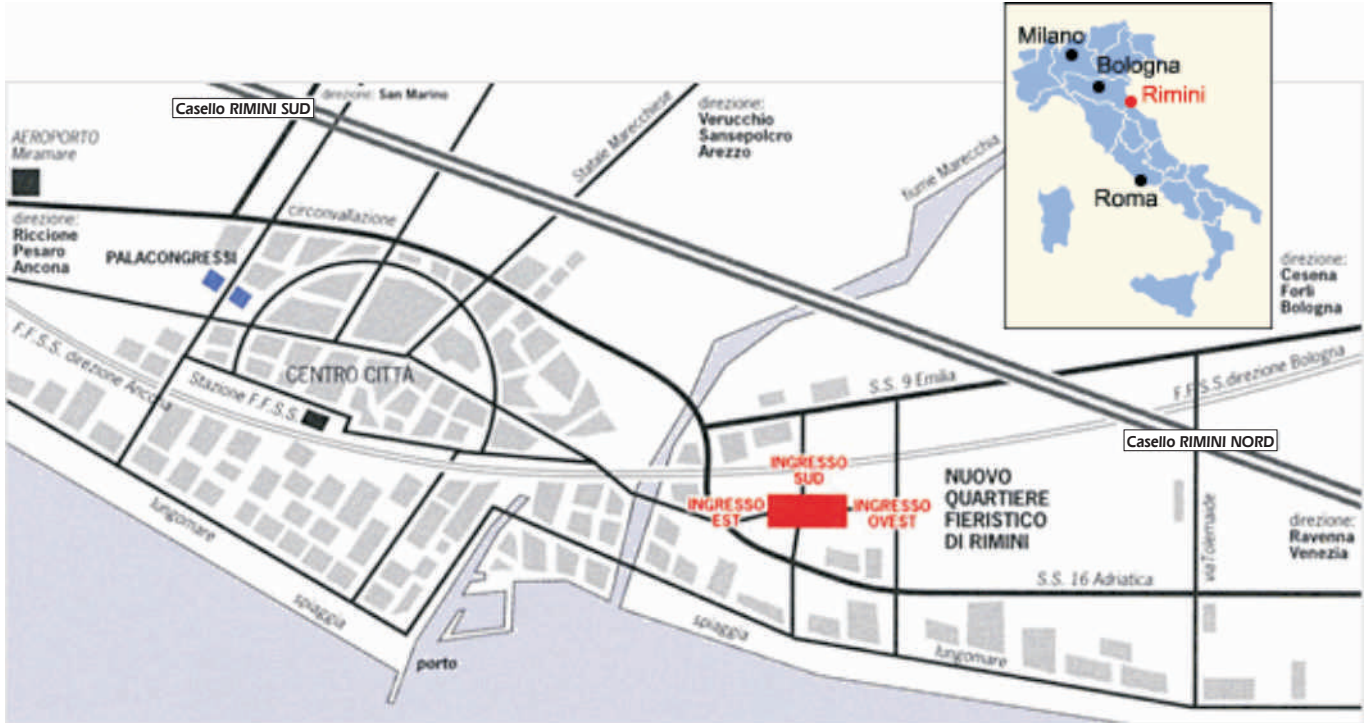 Milano
Bologna
Rimini
Roma
Casello RIMINI SUD
direzione: San Marino
AEROPORTO
Miramare
direzione:
Riccione
Pesaro
Ancona
PALACONGRESSI
circonvallazione
Statale Marecchiese
direzione:
Verucchio
Sansepolcro
Arezzo
fiume Marecchia
direzione:
Cesena
Forlì
Bologna
F.F.S.S. direzione Ancona
Stazione F.F.S.S.
CENTRO CITTÀ
S.S. 9 Emilia
F.F.S.S. direzione Bologna
Casello RIMINI NORD
INGRESSO
SUD
INGRESSO
EST
INGRESSO
OVEST
NUOVO
QUARTIERE
FIERISTICO
DI RIMINI
via Tolemaide
direzione:
Ravenna
Venezia
S.S. 16 Adriatica
lungomare
spiaggia
porto
spiaggia
lungomare